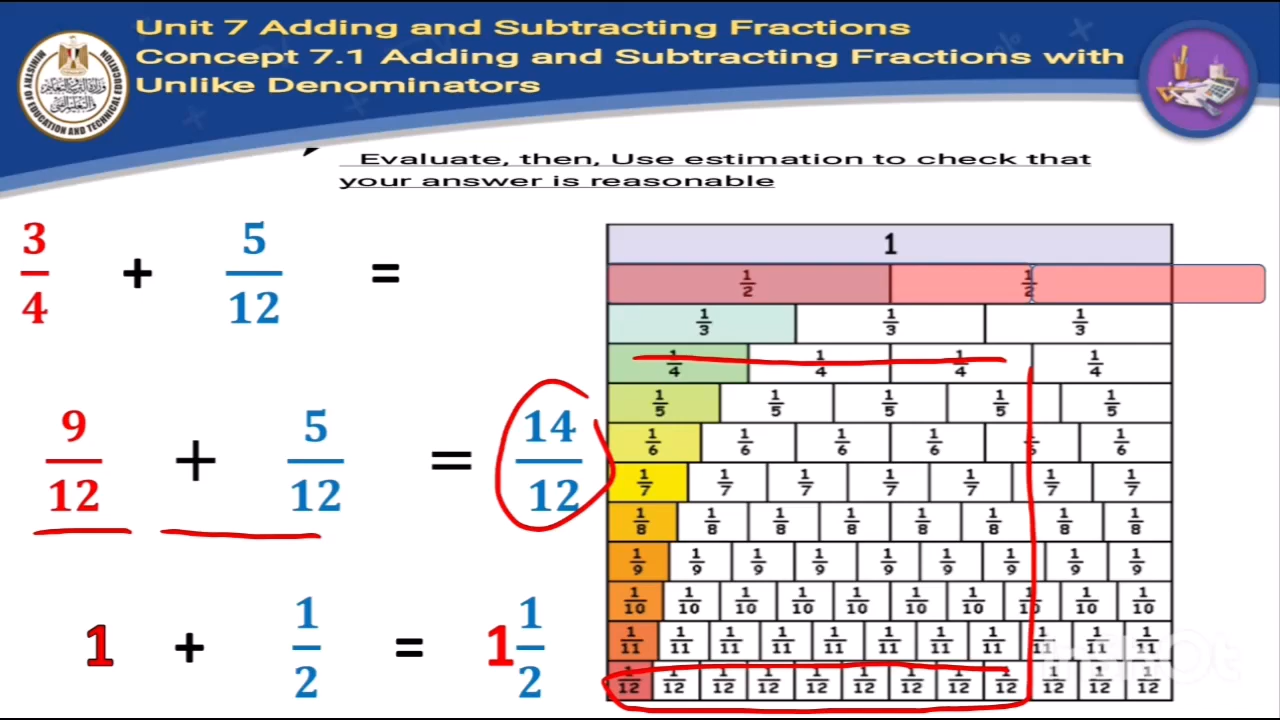 Unit 7 Adding and Subtracting Fractions
Concept 7.1 Adding and Subtracting Fractions with
Unlike Denominators
MINISTRY OF EDUCATION AND TECHNICAL EDUCATION
Evaluate, then, Use estimation to check that
your answer is reasonable
3/4 + 5/12 =
9/12 + 5/12 = 14/12
1 + 1/2 = 1 1/2
1
1/2 1/2
1/3 1/3 1/3
1/4 1/4 1/4 1/4
1/5 1/5 1/5 1/5 1/5
1/6 1/6 1/6 1/6 1/6 1/6
1/7 1/7 1/7 1/7 1/7 1/7 1/7
1/8 1/8 1/8 1/8 1/8 1/8 1/8 1/8
1/9 1/9 1/9 1/9 1/9 1/9 1/9 1/9 1/9
1/10 1/10 1/10 1/10 1/10 1/10 1/10 1/10 1/10 1/10
1/11 1/11 1/11 1/11 1/11 1/11 1/11 1/11 1/11 1/11 1/11
1/12 1/12 1/12 1/12 1/12 1/12 1/12 1/12 1/12 1/12 1/12 1/12